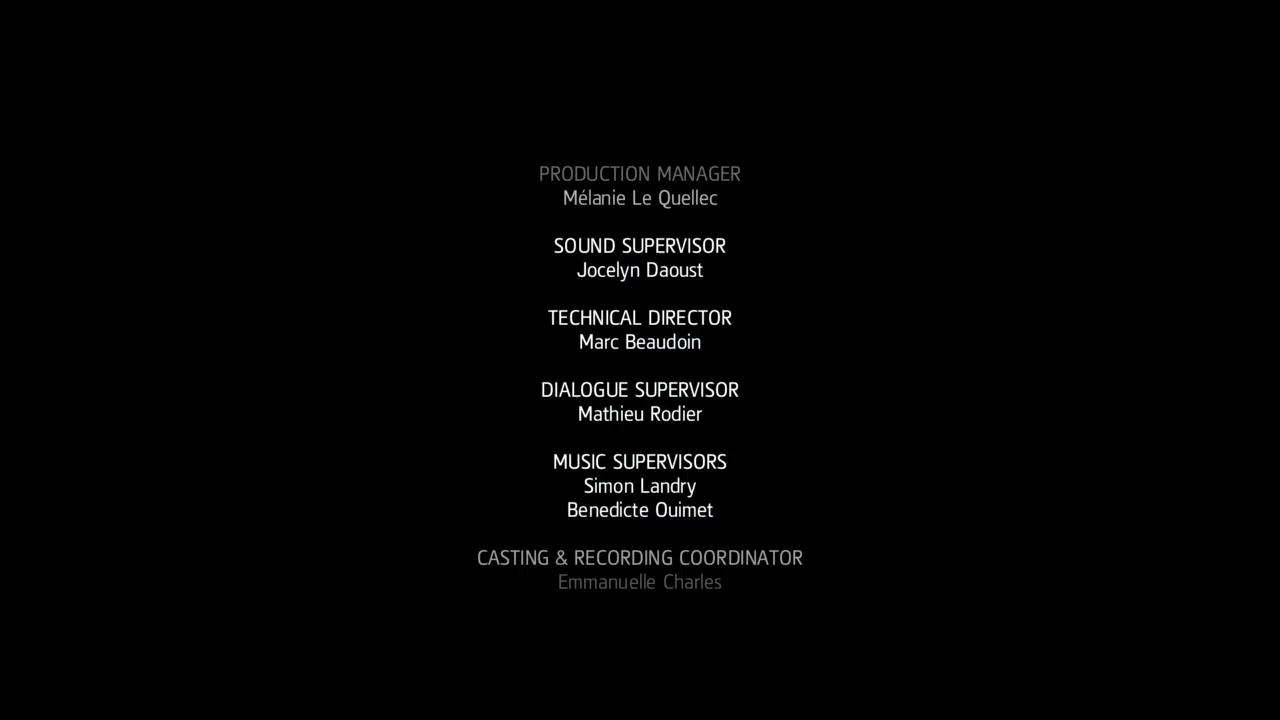 PRODUCTION MANAGER
Mélanie Le Quellec
SOUND SUPERVISOR
Jocelyn Daoust
TECHNICAL DIRECTOR
Marc Beaudoin
DIALOGUE SUPERVISOR
Mathieu Rodier
MUSIC SUPERVISORS
Simon Landry
Benedicte Ouimet
CASTING & RECORDING COORDINATOR
Emmanuelle Charles